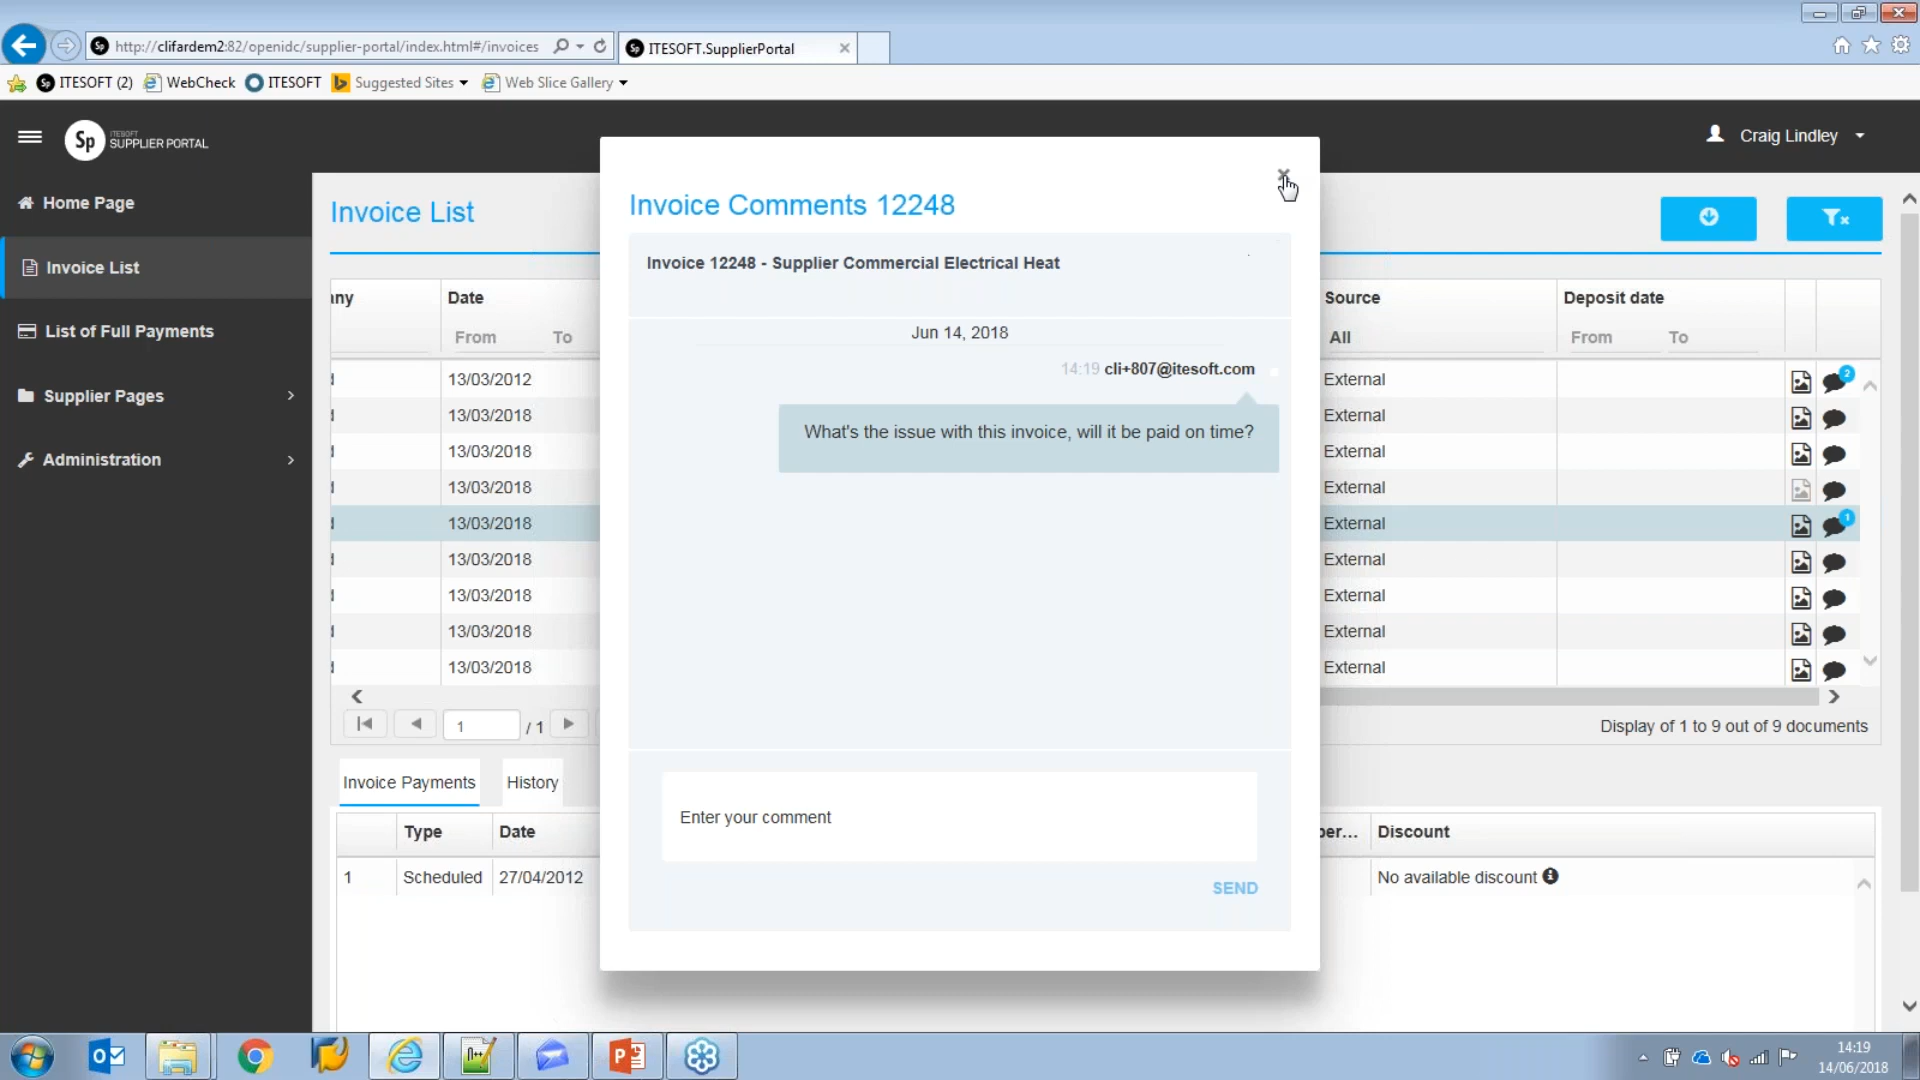 http://clifardem2:82/openidc/supplier-portal/index.html#/invoices
ITESOFT.SupplierPortal
ITESOFT (2)
WebCheck
ITESOFT
Suggested Sites
Web Slice Gallery
Sp
ITESOFT
SUPPLIER PORTAL
Craig Lindley
Home Page
Invoice List
List of Full Payments
Supplier Pages
Administration
Invoice List
Date
From To
13/03/2012
13/03/2018
13/03/2018
13/03/2018
13/03/2018
13/03/2018
13/03/2018
13/03/2018
13/03/2018
1 / 1
Invoice Comments 12248
Invoice 12248 - Supplier Commercial Electrical Heat
Jun 14, 2018
14:19 cli+807@itesoft.com
What's the issue with this invoice, will it be paid on time?
Enter your comment
SEND
Source Deposit date
All From To
External 2
External
External
External
External 1
External
External
External
External
Display of 1 to 9 out of 9 documents
Invoice Payments History
Type Date
Discount
1 Scheduled 27/04/2012
No available discount
14:19
14/06/2018